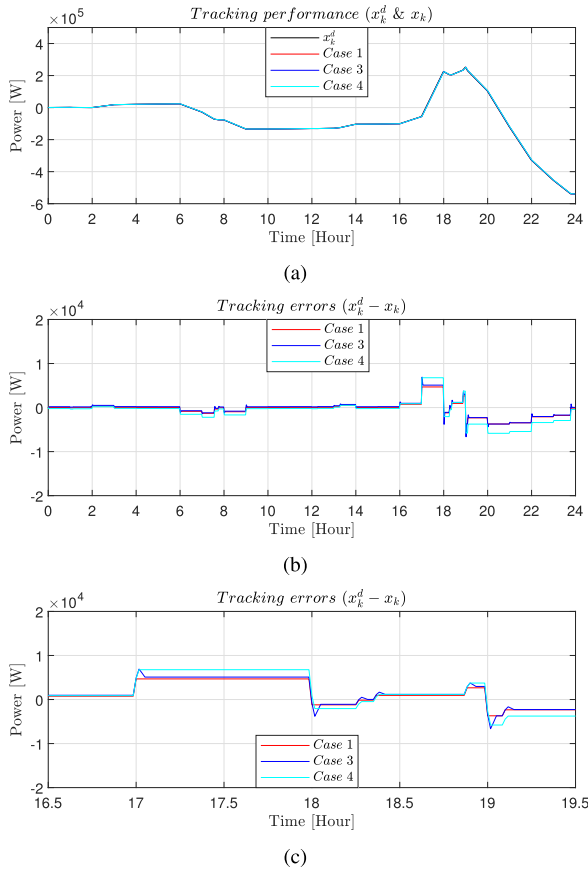 Tracking performance (x_k^d & x_k)
×10^5
4
2
0
-2
-4
-6
Power [W]
x_k^d
Case 1
Case 3
Case 4
0 2 4 6 8 10 12 14 16 18 20 22 24
Time [Hour]
(a)
Tracking errors (x_k^d − x_k)
×10^4
2
1
0
-1
-2
Power [W]
Case 1
Case 3
Case 4
0 2 4 6 8 10 12 14 16 18 20 22 24
Time [Hour]
(b)
Tracking errors (x_k^d − x_k)
×10^4
2
1
0
-1
-2
Power [W]
Case 1
Case 3
Case 4
16.5 17 17.5 18 18.5 19 19.5
Time [Hour]
(c)